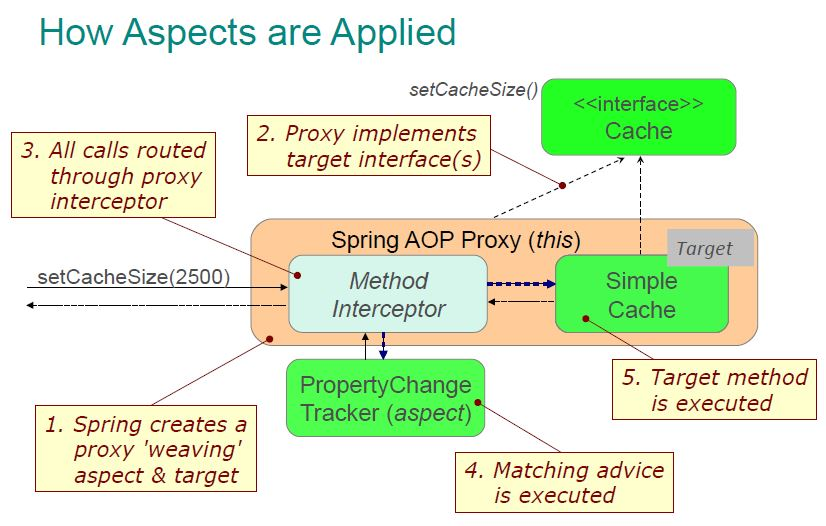 How Aspects are Applied
setCacheSize()
<<interface>>
Cache
2. Proxy implements
target interface(s)
3. All calls routed
through proxy
interceptor
Spring AOP Proxy (this)
Target
setCacheSize(2500)
Method
Interceptor
Simple
Cache
PropertyChange
Tracker (aspect)
5. Target method
is executed
1. Spring creates a
proxy 'weaving'
aspect & target
4. Matching advice
is executed